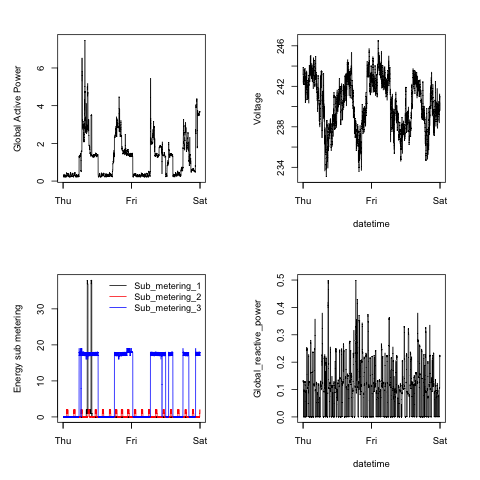 Global Active Power
0 2 4 6
Thu Fri Sat
Voltage
234 238 242 246
Thu Fri Sat
datetime
Energy sub metering
0 10 20 30
Sub_metering_1
Sub_metering_2
Sub_metering_3
Thu Fri Sat
Global_reactive_power
0.0 0.1 0.2 0.3 0.4 0.5
Thu Fri Sat
datetime